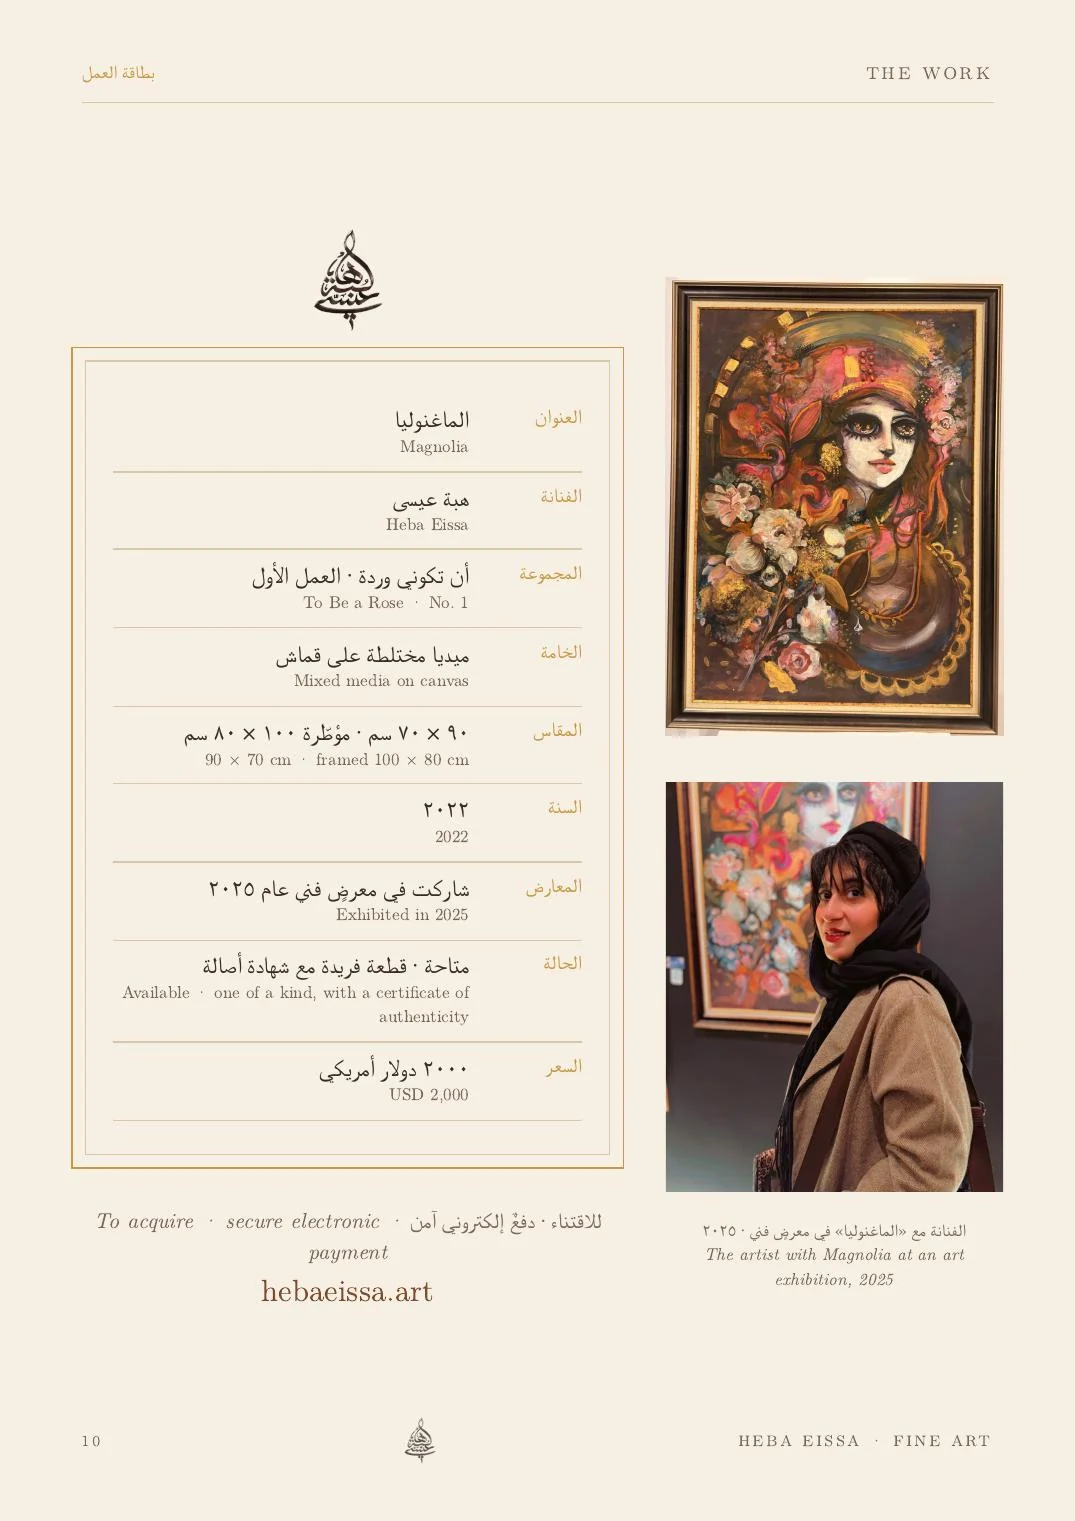 بطاقة العمل
THE WORK
هبة عيسى
العنوان
الماغنوليا
Magnolia
الفنانة
هبة عيسى
Heba Eissa
المجموعة
أن تكوني وردة · العمل الأول
To Be a Rose · No. 1
الخامة
ميديا مختلطة على قماش
Mixed media on canvas
المقاس
٩٠ × ٧٠ سم · مؤطّرة ١٠٠ × ٨٠ سم
90 × 70 cm · framed 100 × 80 cm
السنة
٢٠٢٢
2022
المعارض
شاركت في معرضٍ فني عام ٢٠٢٥
Exhibited in 2025
الحالة
متاحة · قطعة فريدة مع شهادة أصالة
Available · one of a kind, with a certificate of
authenticity
السعر
٢٠٠٠ دولار أمريكي
USD 2,000
للاقتناء · دفعٌ إلكتروني آمن · To acquire · secure electronic
payment
hebaeissa.art
الفنانة مع «الماغنوليا» في معرضٍ فني · ٢٠٢٥
The artist with Magnolia at an art
exhibition, 2025
10
هبة عيسى
HEBA EISSA · FINE ART